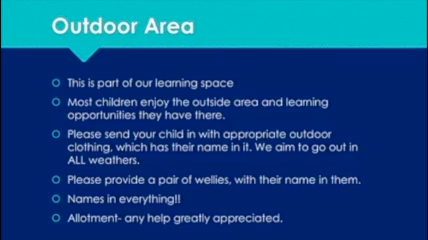 Outdoor Area
This is part of our learning space
Most children enjoy the outside area and learning
opportunities they have there.
Please send your child in with appropriate outdoor
clothing, which has their name in it. We aim to go out in
ALL weathers.
Please provide a pair of wellies, with their name in them.
Names in everything!!
Allotment- any help greatly appreciated.